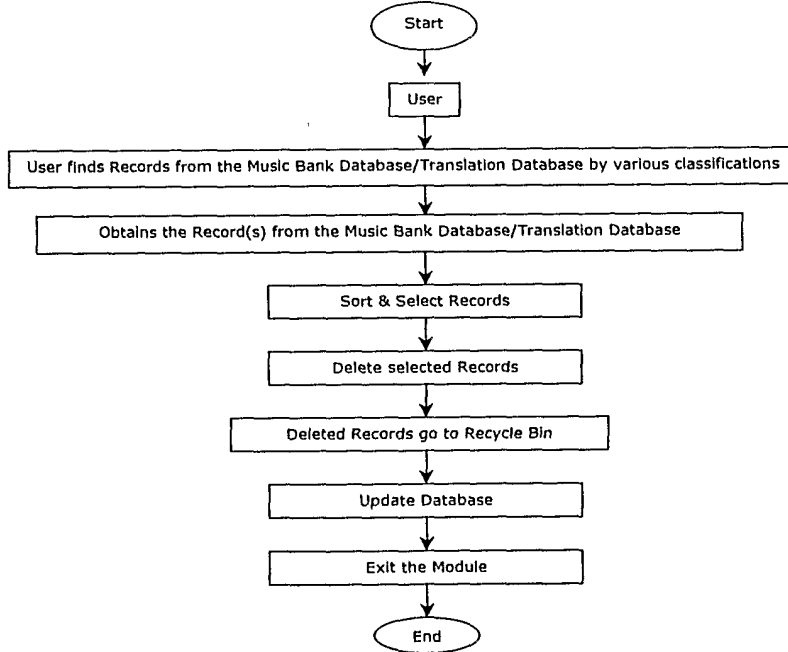 Start
User
User finds Records from the Music Bank Database/Translation Database by various classifications
Obtains the Record(s) from the Music Bank Database/Translation Database
Sort & Select Records
Delete selected Records
Deleted Records go to Recycle Bin
Update Database
Exit the Module
End